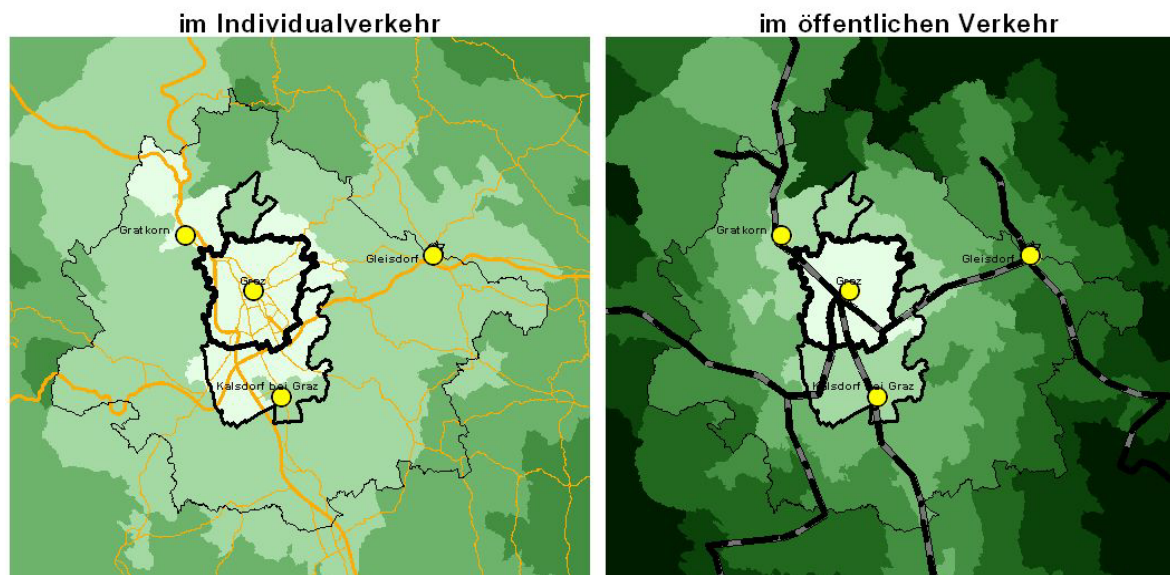 im Individualverkehr
im öffentlichen Verkehr
Gratkorn
Gleisdorf
Graz
Kalsdorf bei Graz
Gratkorn
Gleisdorf
Graz
Kalsdorf bei Graz